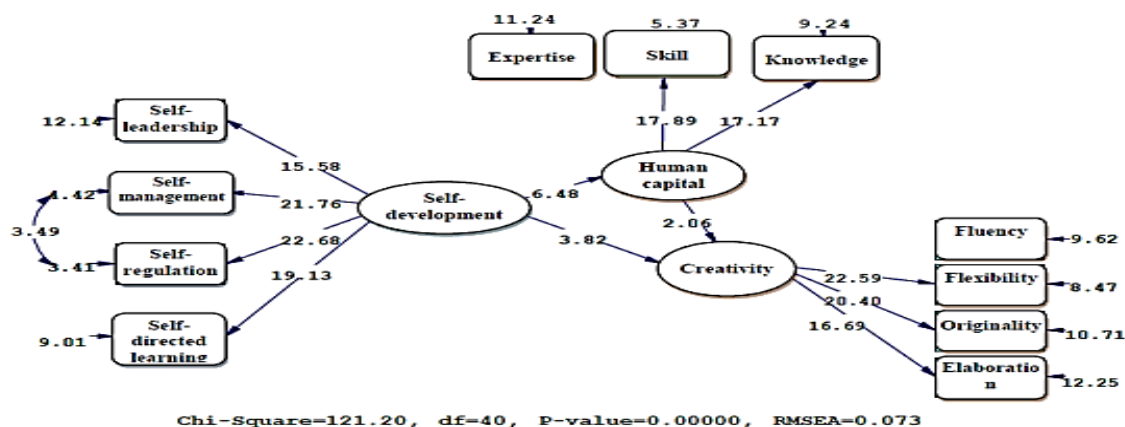 11.24
5.37
9.24
Expertise
Skill
Knowledge
Self-
leadership
12.14
17.89
17.17
15.58
Human
capital
Self-
management
4.42
21.76
Self-
development
6.48
2.06
3.49
22.68
3.82
Fluency
9.62
Self-
regulation
3.41
19.13
Creativity
22.59
Flexibility
8.47
20.40
Self-
directed
learning
9.01
16.69
Originality
10.71
Elaboratio
n
12.25
Chi-Square=121.20, df=40, P-value=0.00000, RMSEA=0.073